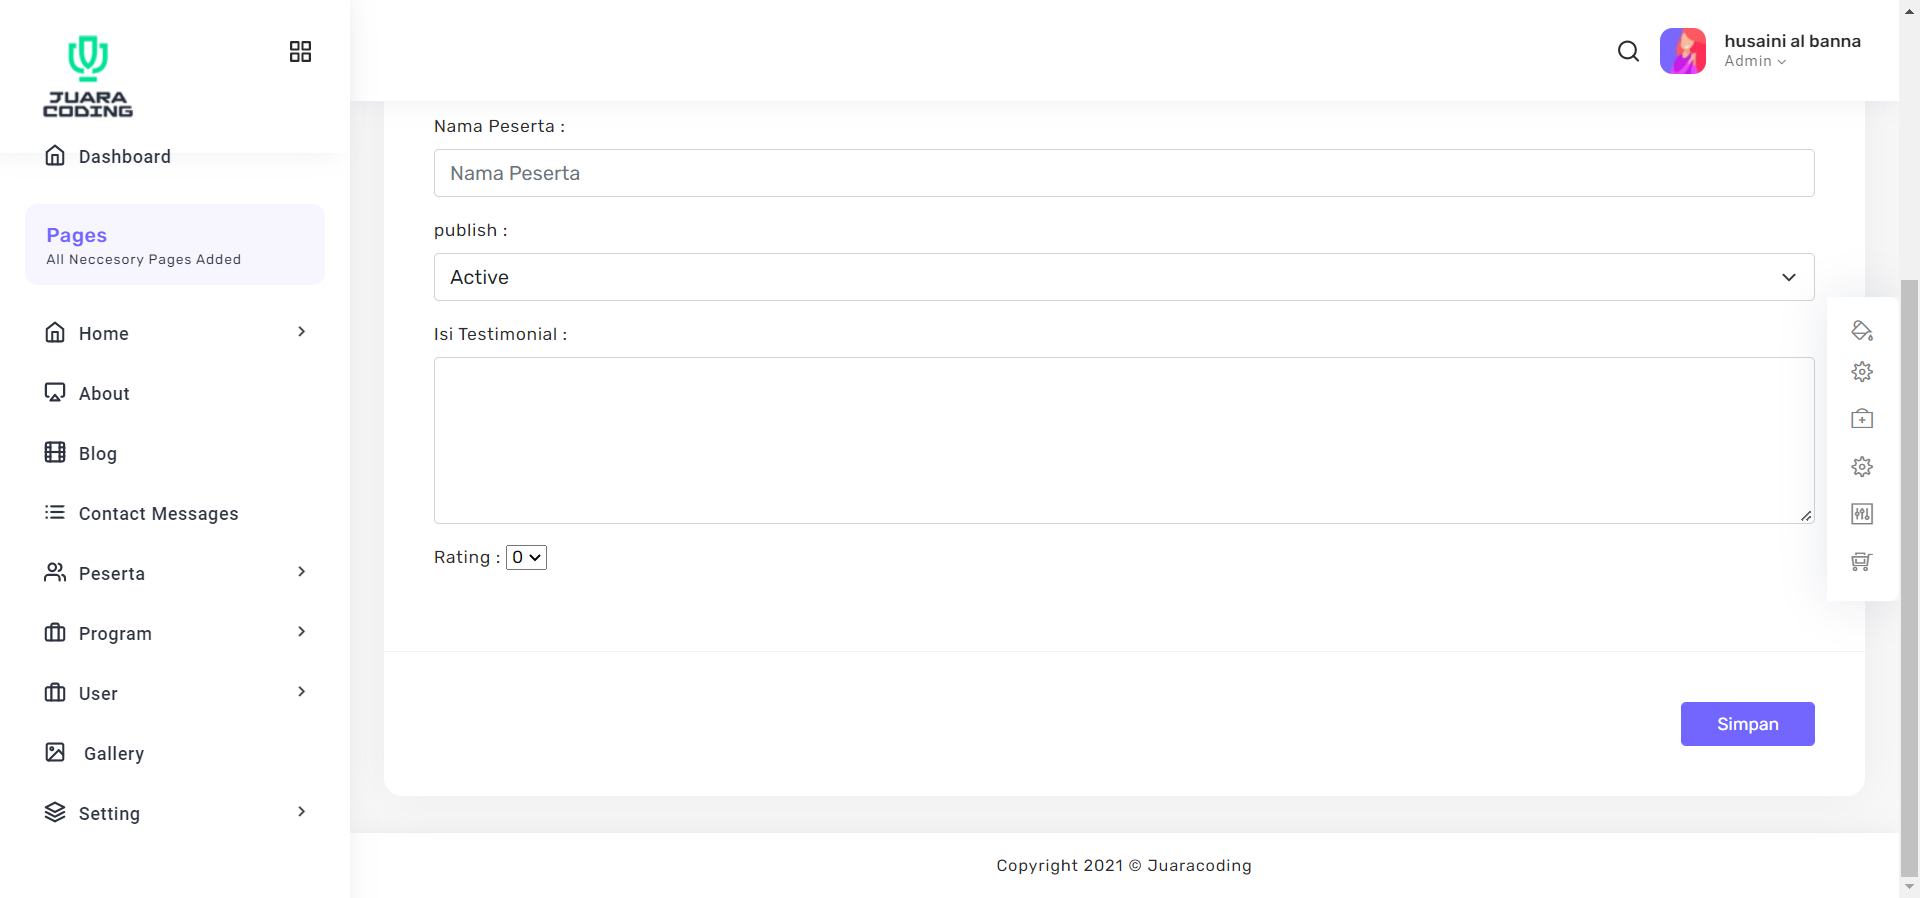 JUARA
CODING
Dashboard
Pages
All Neccesory Pages Added
Home
About
Blog
Contact Messages
Peserta
Program
User
Gallery
Setting
husaini al banna
Admin
Nama Peserta :
Nama Peserta
publish :
Active
Isi Testimonial :
Rating : 0
Simpan
Copyright 2021 © Juaracoding